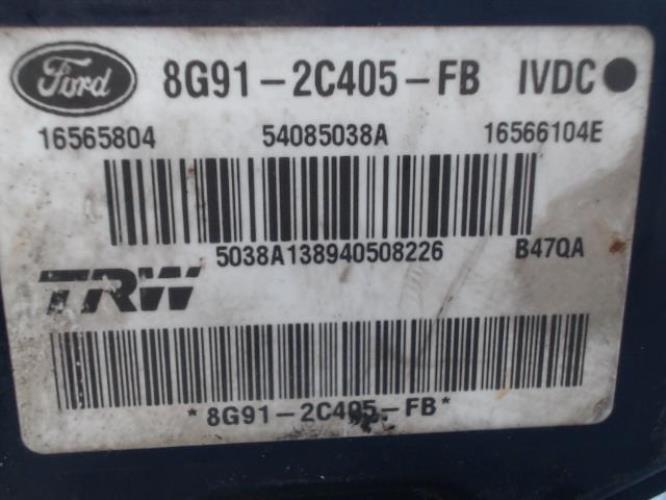 Ford 8G91-2C405-FB IVDC
16565804 54085038A 16566104E
5038A138940508226 B47QA
TRW
*8G91-2C405-FB*